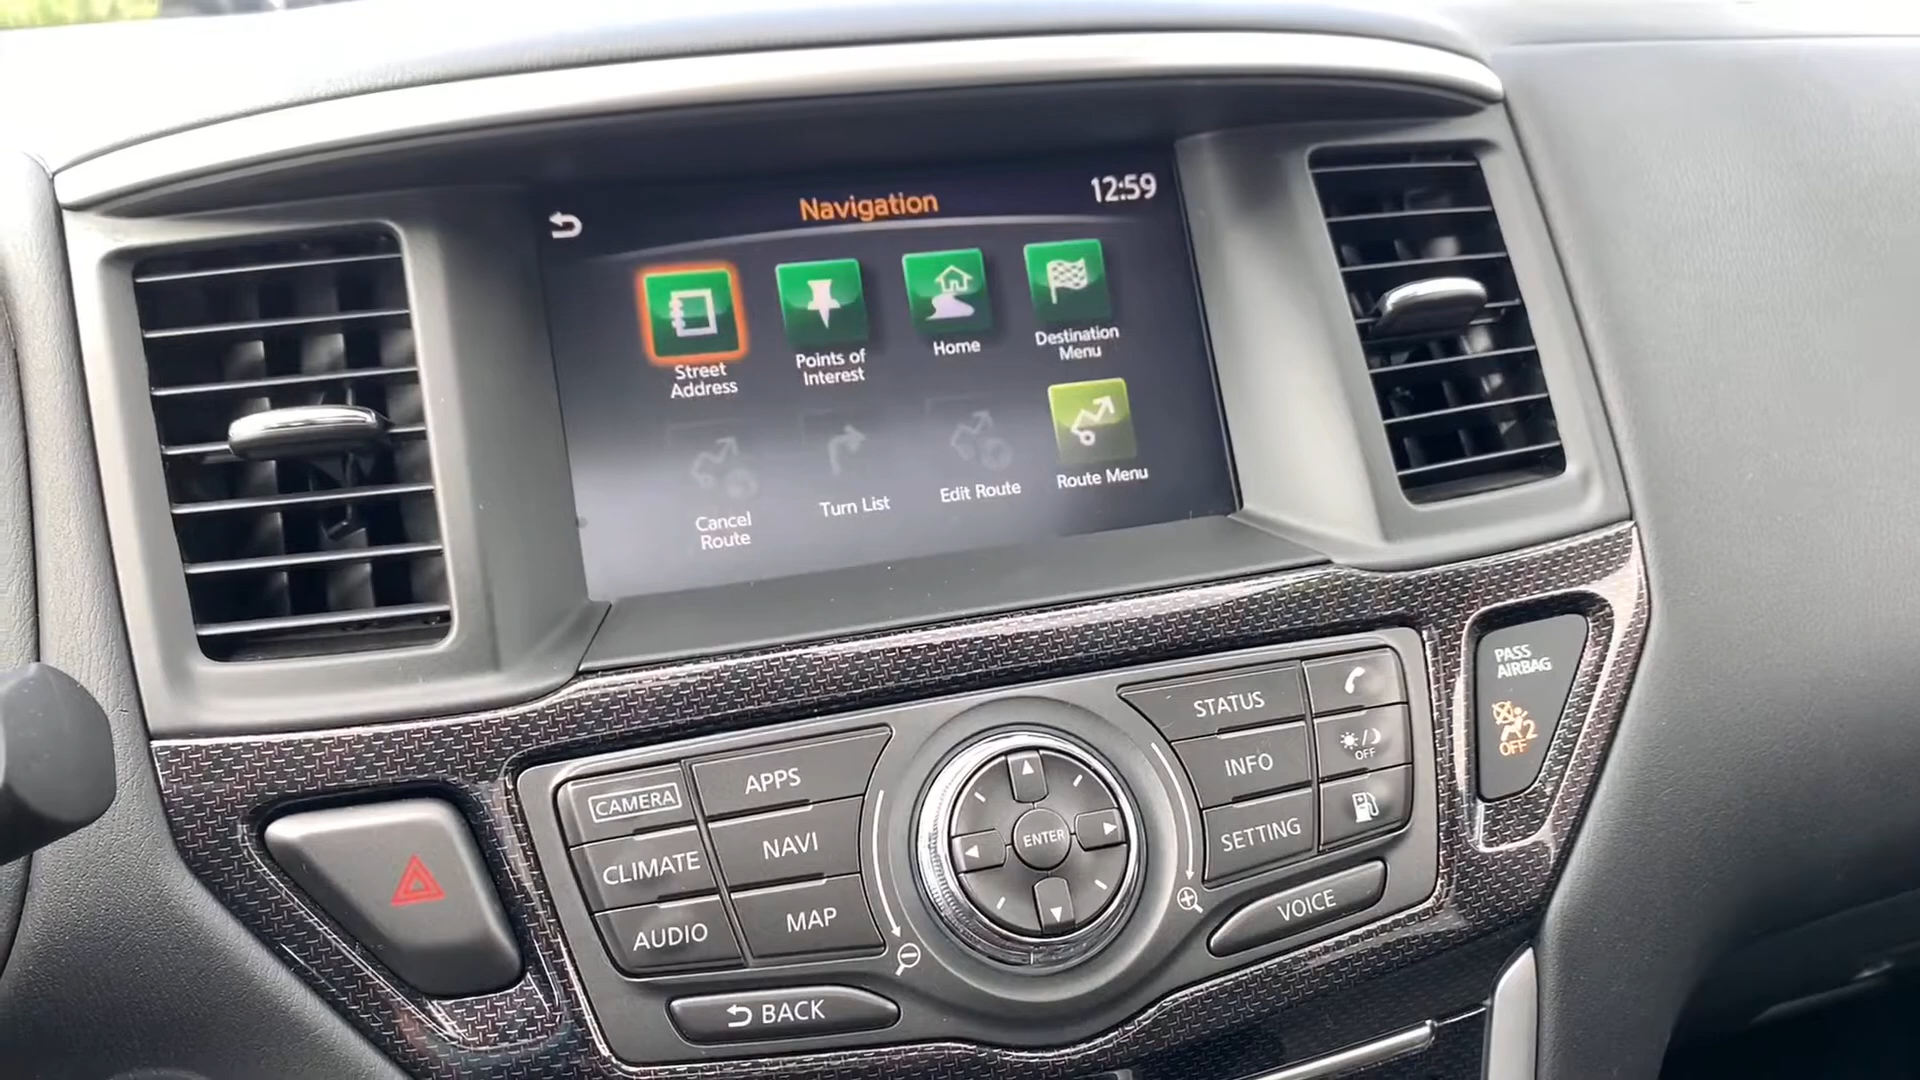 Navigation
12:59
Street
Address
Points of
Interest
Home
Destination
Menu
Cancel
Route
Turn List
Edit Route
Route Menu
PASS
AIRBAG
2
OFF
CAMERA
APPS
CLIMATE
NAVI
AUDIO
MAP
BACK
ENTER
STATUS
INFO
OFF
SETTING
VOICE